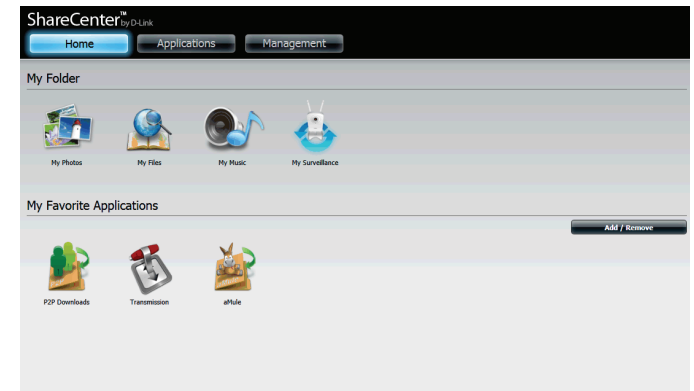 ShareCenter™ by D-Link
Home Applications Management
My Folder
My Photos My Files My Music My Surveillance
My Favorite Applications
Add / Remove
P2P Downloads Transmission aMule